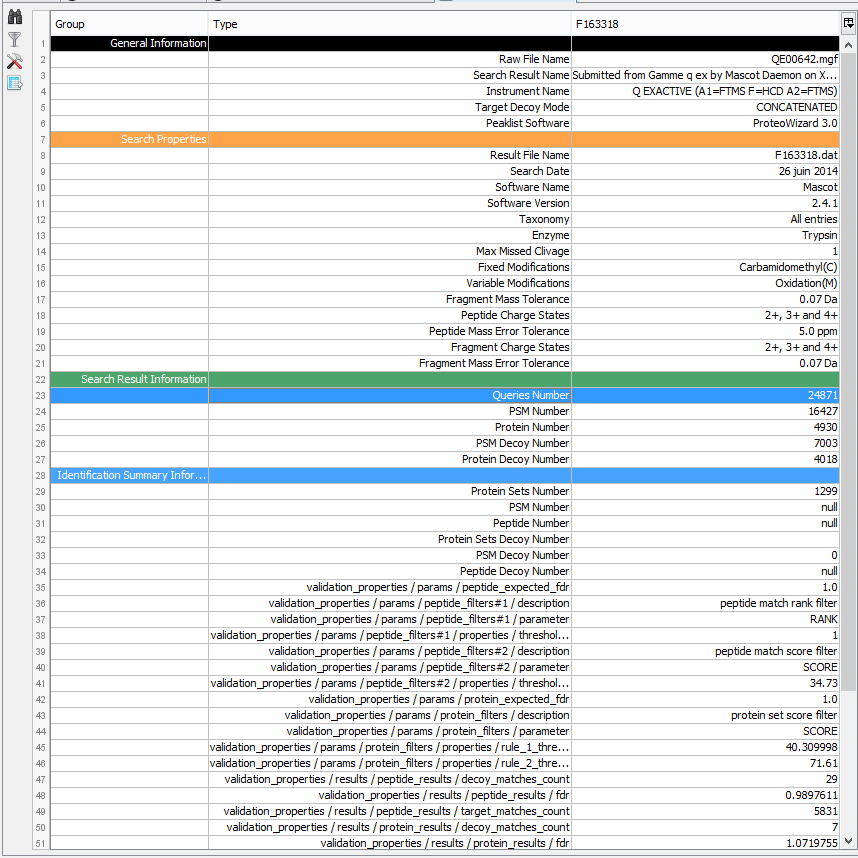 Group Type F163318
1 General Information
2 Raw File Name QE00642.mgf
3 Search Result Name Submitted from Gamme q ex by Mascot Daemon on X...
4 Instrument Name Q EXACTIVE (A1=FTMS F=HCD A2=FTMS)
5 Target Decoy Mode CONCATENATED
6 Peaklist Software ProteoWizard 3.0
7 Search Properties
8 Result File Name F163318.dat
9 Search Date 26 juin 2014
10 Software Name Mascot
11 Software Version 2.4.1
12 Taxonomy All entries
13 Enzyme Trypsin
14 Max Missed Clivage 1
15 Fixed Modifications Carbamidomethyl(C)
16 Variable Modifications Oxidation(M)
17 Fragment Mass Tolerance 0.07 Da
18 Peptide Charge States 2+, 3+ and 4+
19 Peptide Mass Error Tolerance 5.0 ppm
20 Fragment Charge States 2+, 3+ and 4+
21 Fragment Mass Error Tolerance 0.07 Da
22 Search Result Information
23 Queries Number 24871
24 PSM Number 16427
25 Protein Number 4930
26 PSM Decoy Number 7003
27 Protein Decoy Number 4018
28 Identification Summary Infor...
29 Protein Sets Number 1299
30 PSM Number null
31 Peptide Number null
32 Protein Sets Decoy Number
33 PSM Decoy Number 0
34 Peptide Decoy Number null
35 validation_properties / params / peptide_expected_fdr 1.0
36 validation_properties / params / peptide_filters#1 / description peptide match rank filter
37 validation_properties / params / peptide_filters#1 / parameter RANK
38 validation_properties / params / peptide_filters#1 / properties / threshol... 1
39 validation_properties / params / peptide_filters#2 / description peptide match score filter
40 validation_properties / params / peptide_filters#2 / parameter SCORE
41 validation_properties / params / peptide_filters#2 / properties / threshol... 34.73
42 validation_properties / params / protein_expected_fdr 1.0
43 validation_properties / params / protein_filters / description protein set score filter
44 validation_properties / params / protein_filters / parameter SCORE
45 validation_properties / params / protein_filters / properties / rule_1_thre... 40.309998
46 validation_properties / params / protein_filters / properties / rule_2_thre... 71.61
47 validation_properties / results / peptide_results / decoy_matches_count 29
48 validation_properties / results / peptide_results / fdr 0.9897611
49 validation_properties / results / peptide_results / target_matches_count 5831
50 validation_properties / results / protein_results / decoy_matches_count 7
51 validation_properties / results / protein_results / fdr 1.0719755